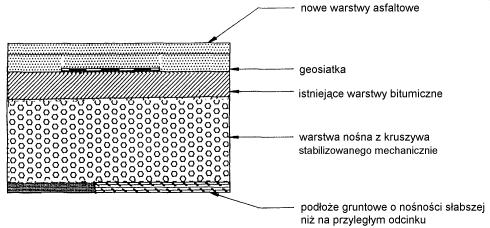 nowe warstwy asfaltowe
geosiatka
istniejące warstwy bitumiczne
warstwa nośna z kruszywa
stabilizowanego mechanicznie
podłoże gruntowe o nośności słabszej
niż na przyległym odcinku